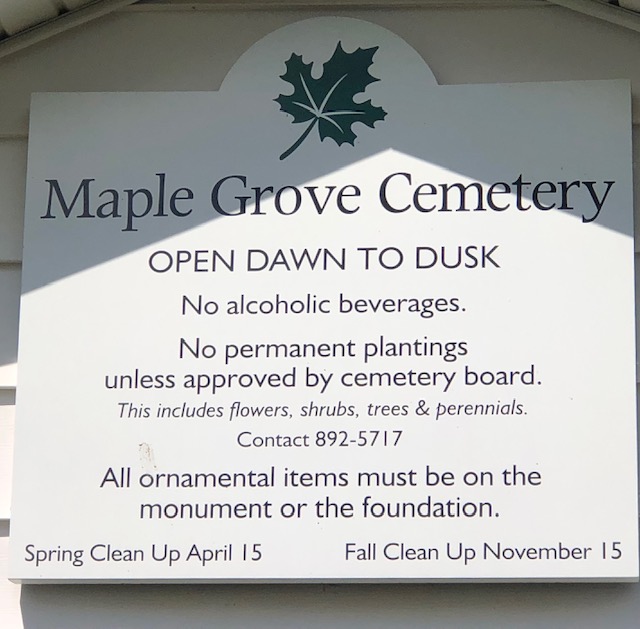 Maple Grove Cemetery
OPEN DAWN TO DUSK
No alcoholic beverages.
No permanent plantings
unless approved by cemetery board.
This includes flowers, shrubs, trees & perennials.
Contact 892-5717
All ornamental items must be on the
monument or the foundation.
Spring Clean Up April 15 Fall Clean Up November 15